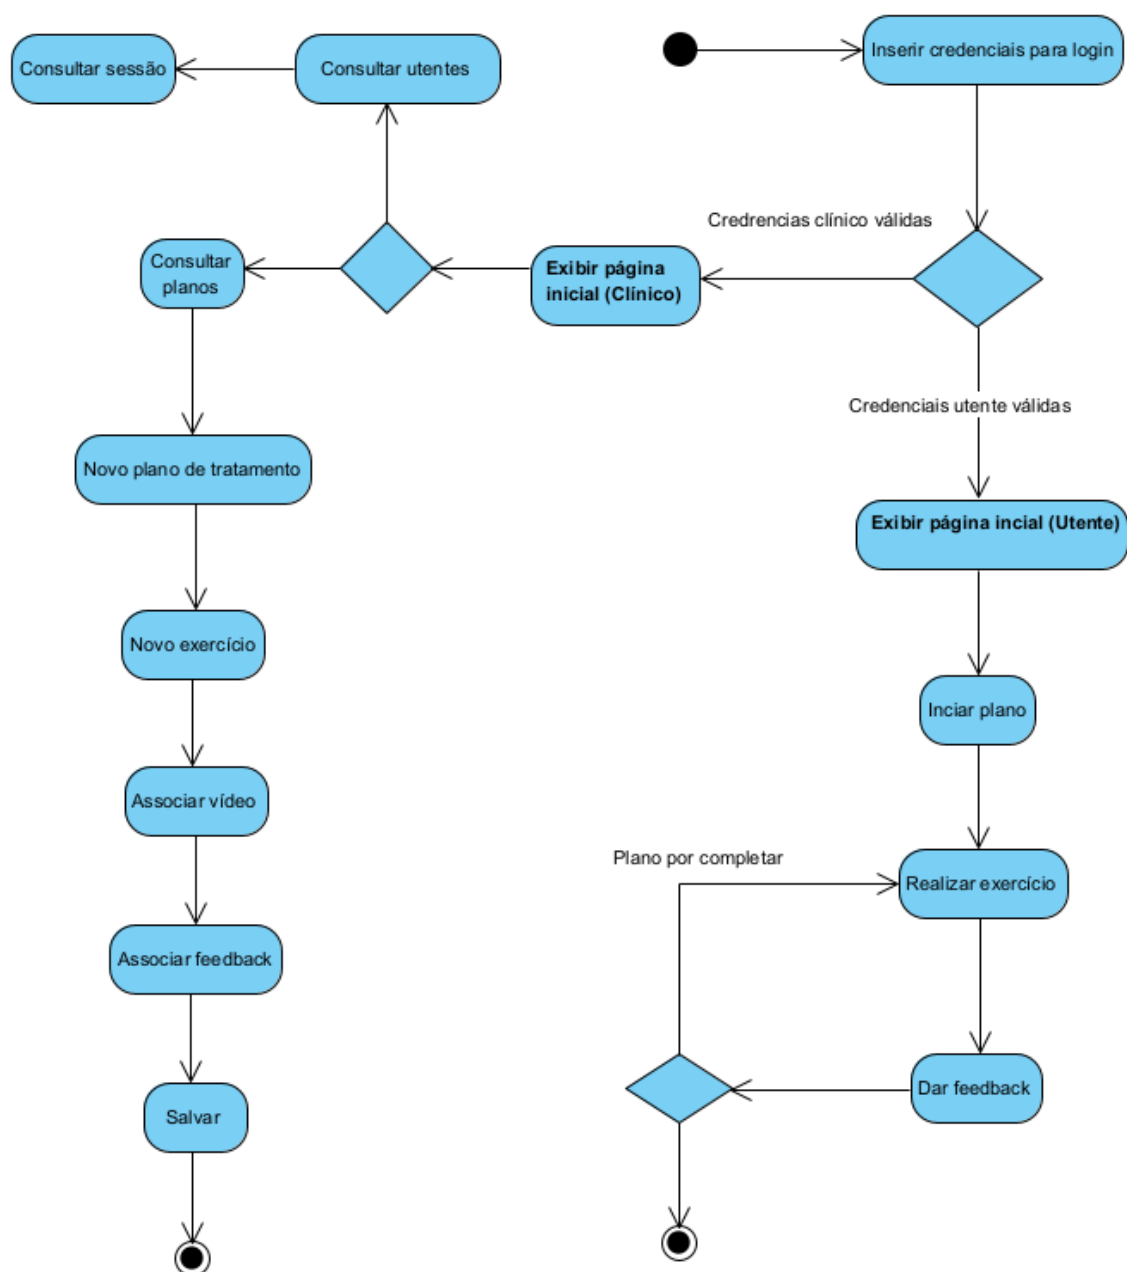 Consultar sessão
Consultar utentes
Inserir credenciais para login
Credrencias clínico válidas
Consultar
planos
Exibir página
inicial (Clínico)
Credenciais utente válidas
Novo plano de tratamento
Exibir página incial (Utente)
Novo exercício
Inciar plano
Associar vídeo
Plano por completar
Realizar exercício
Associar feedback
Dar feedback
Salvar